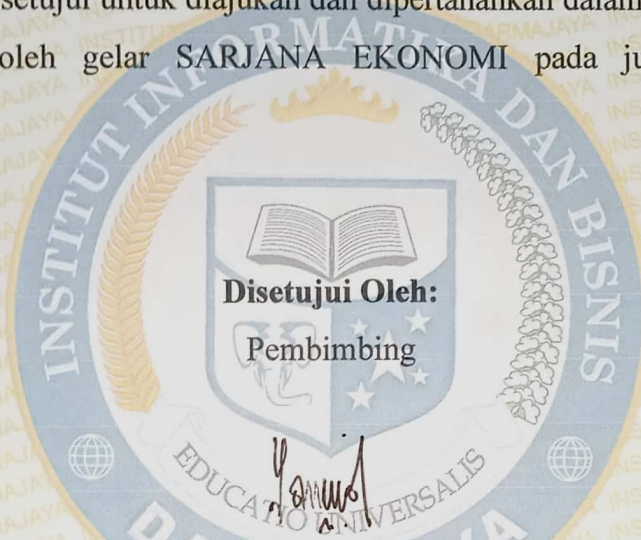 setujui untuk diajukan dan dipertahankan dalam
oleh gelar SARJANA EKONOMI pada ju
INSTITUT INFORMATIKA DAN BISNIS
Disetujui Oleh:
Pembimbing
EDUCATIO UNIVERSALIS